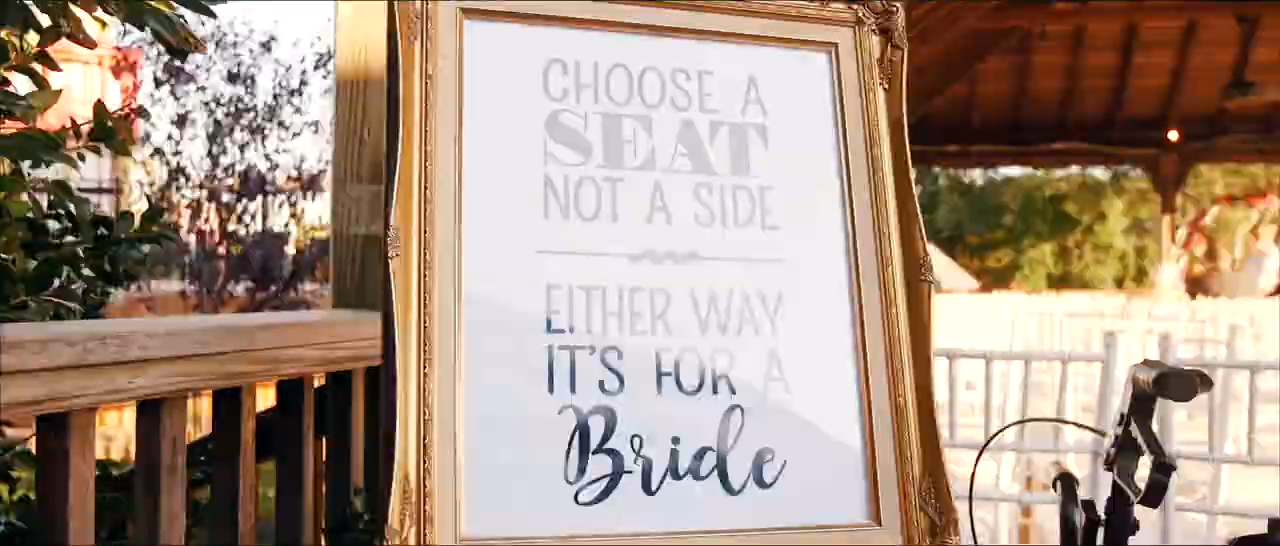 CHOOSE A
SEAT
NOT A SIDE
EITHER WAY
IT'S FOR A
Bride